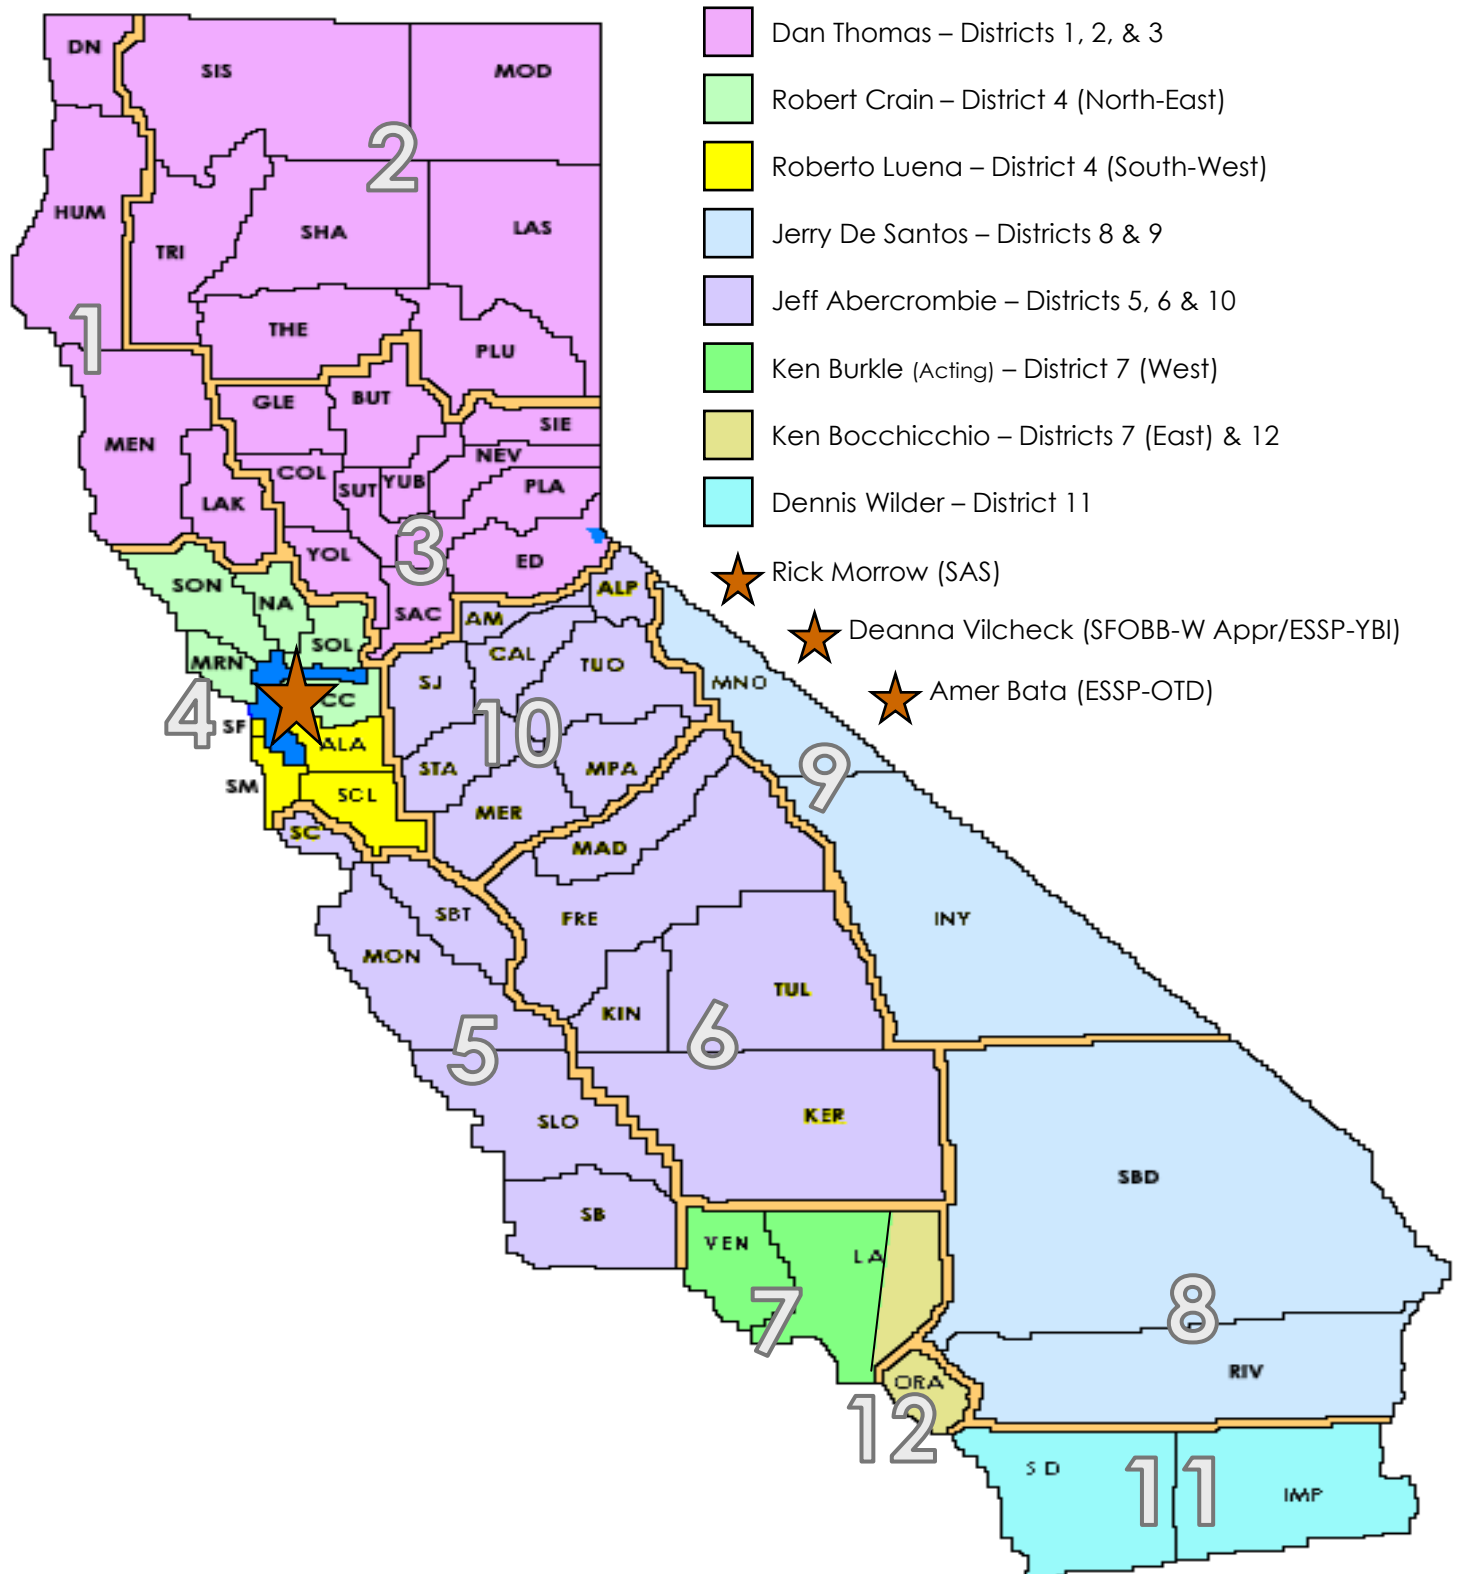 Dan Thomas – Districts 1, 2, & 3
Robert Crain – District 4 (North-East)
Roberto Luena – District 4 (South-West)
Jerry De Santos – Districts 8 & 9
Jeff Abercrombie – Districts 5, 6 & 10
Ken Burkle (Acting) – District 7 (West)
Ken Bocchicchio – Districts 7 (East) & 12
Dennis Wilder – District 11
Rick Morrow (SAS)
Deanna Vilcheck (SFOBB-W Appr/ESSP-YBI)
Amer Bata (ESSP-OTD)
DN
SIS
MOD
2
HUM
TRI
SHA
LAS
1
THE
PLU
MEN
GLE
BUT
SIE
LAK
COL
SUT
YUB
NEV
PLA
YOL
3
ED
SON
NA
SAC
ALP
SOL
AM
MRN
CAL
TUO
SJ
MNO
4
SF
CC
10
ALA
STA
MPA
9
SM
SCL
MER
SC
MAD
SBT
FRE
INY
MON
KIN
TUL
5
6
SLO
KER
SBD
SB
VEN
LA
7
8
ORA
RIV
12
SD
11
IMP